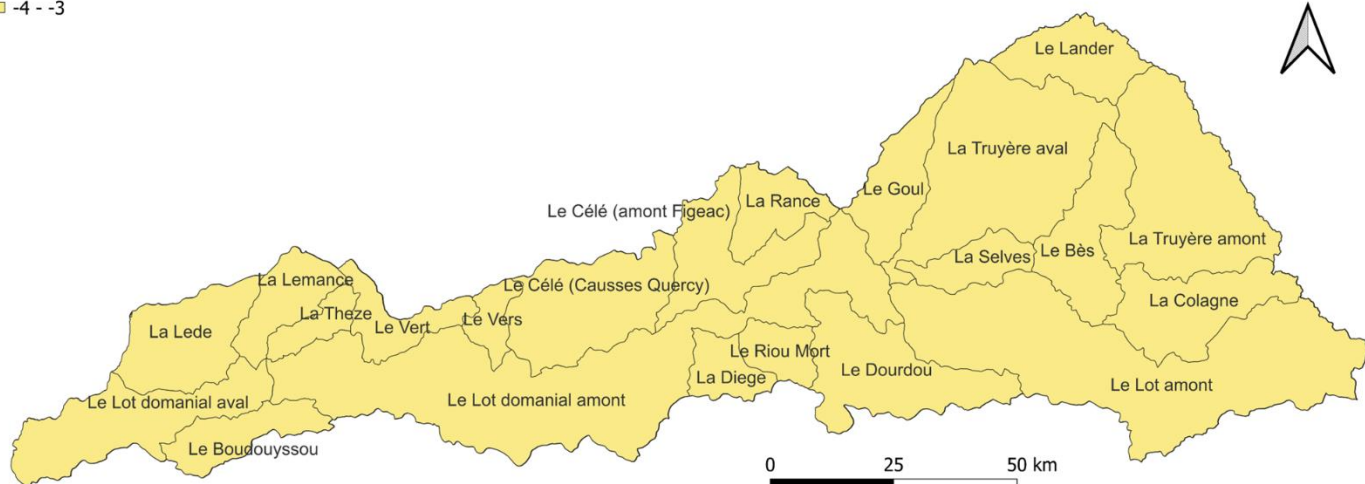 -4 - -3
Le Lander
La Truyère aval
Le Goul
La Rance
Le Célé (amont Figeac)
La Truyère amont
Le Bès
La Selves
La Lemance
Le Célé (Causses Quercy)
La Colagne
La Theze
Le Vers
Le Vert
La Lede
Le Riou Mort
Le Dourdou
La Diege
Le Lot amont
Le Lot domanial amont
Le Lot domanial aval
Le Boudouyssou
0 25 50 km